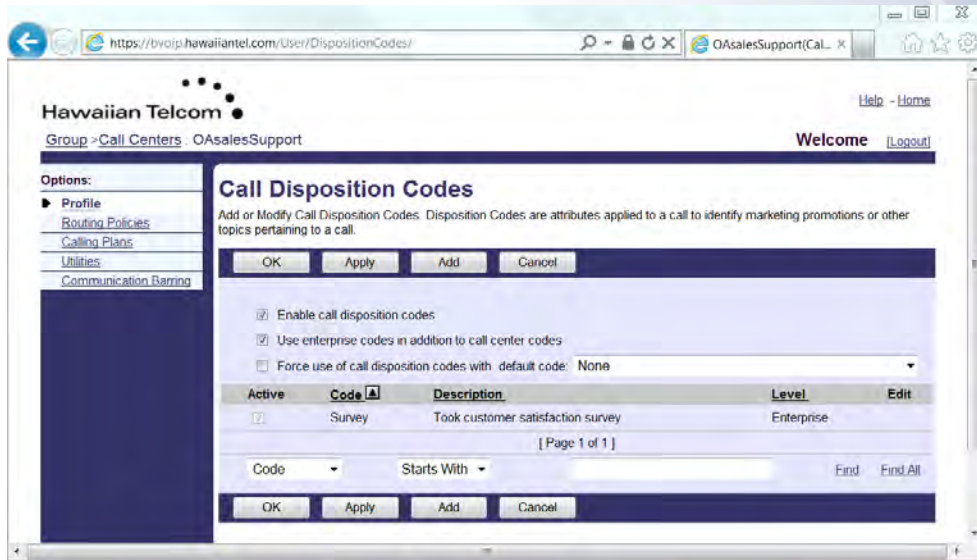 https://bvoip.hawaiiantel.com/User/DispositionCodes/
OAsalesSupport(Cal...
Hawaiian Telcom
Help - Home
Group >Call Centers : OAsalesSupport
Welcome [Logout]
Options:
Profile
Routing Policies
Calling Plans
Utilities
Communication Barring
Call Disposition Codes
Add or Modify Call Disposition Codes. Disposition Codes are attributes applied to a call to identify marketing promotions or other
topics pertaining to a call.
OK Apply Add Cancel
Enable call disposition codes
Use enterprise codes in addition to call center codes
Force use of call disposition codes with default code: None
Active Code Description Level Edit
Survey Took customer satisfaction survey Enterprise
[ Page 1 of 1 ]
Code Starts With Find Find All
OK Apply Add Cancel